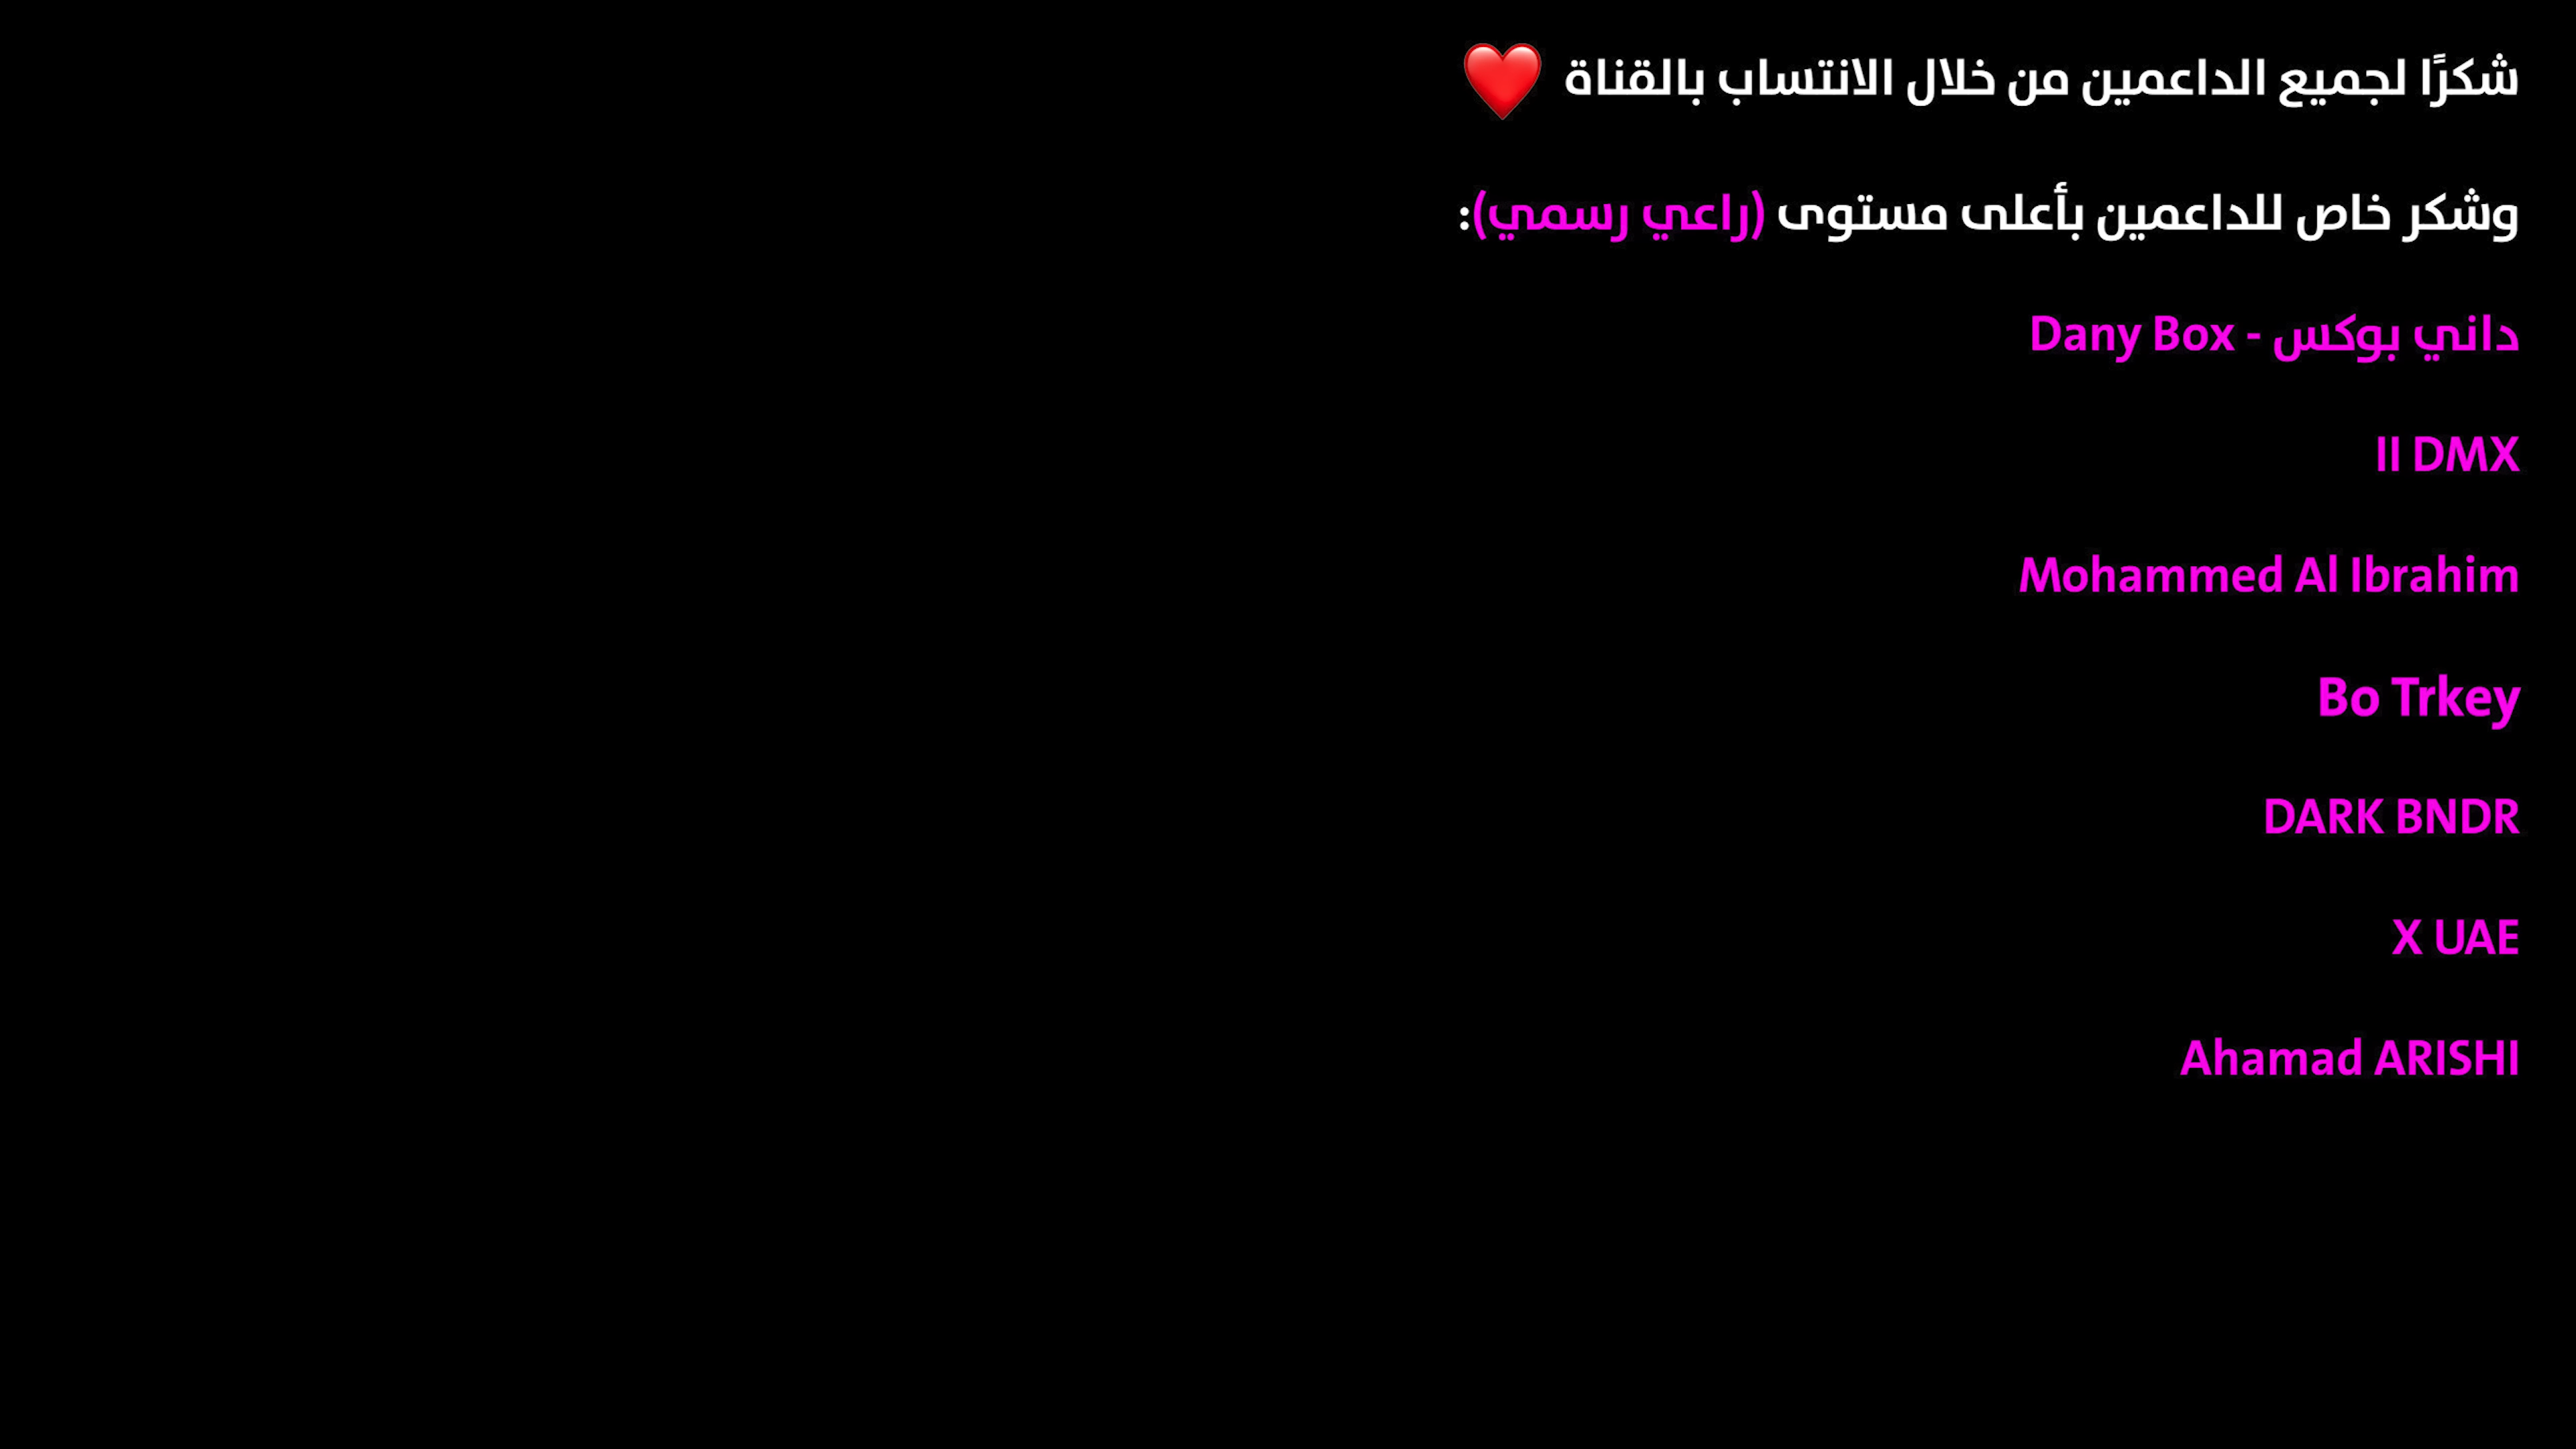 شكرًا لجميع الداعمين من خلال الانتساب بالقناة ❤️
وشكر خاص للداعمين بأعلى مستوى (راعي رسمي):
داني بوكس - Dany Box
II DMX
Mohammed Al Ibrahim
Bo Trkey
DARK BNDR
X UAE
Ahamad ARISHI